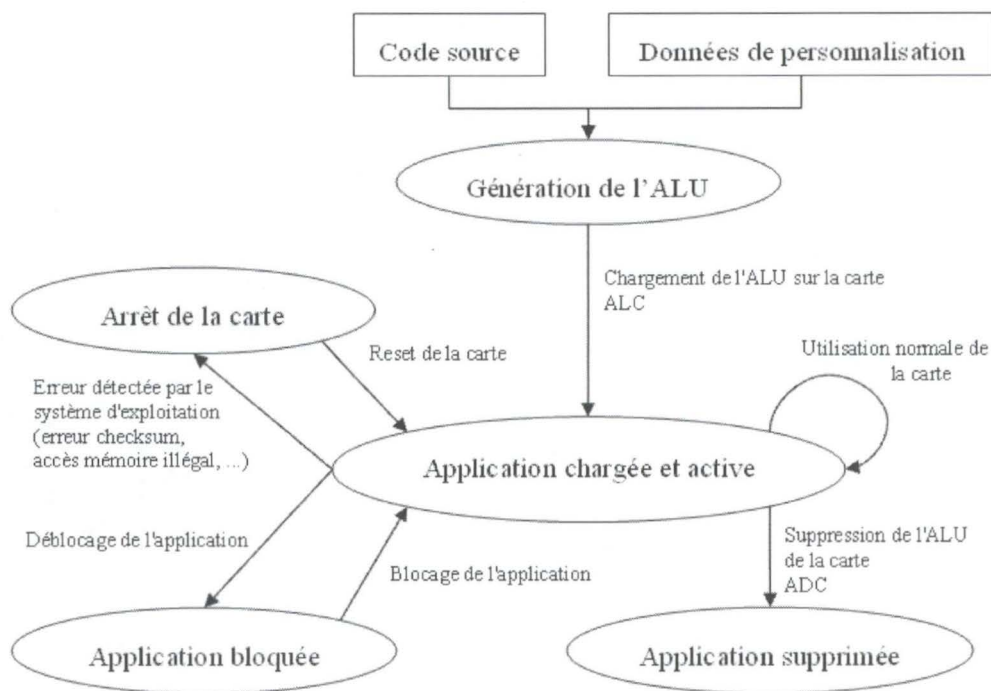 Code source
Données de personnalisation
Génération de l'ALU
Chargement de l'ALU sur la carte
ALC
Arrêt de la carte
Reset de la carte
Utilisation normale de
la carte
Erreur détectée par le
système d'exploitation
(erreur checksum,
accès mémoire illégal, ...)
Application chargée et active
Déblocage de l'application
Blocage de l'application
Suppression de l'ALU
de la carte
ADC
Application bloquée
Application supprimée